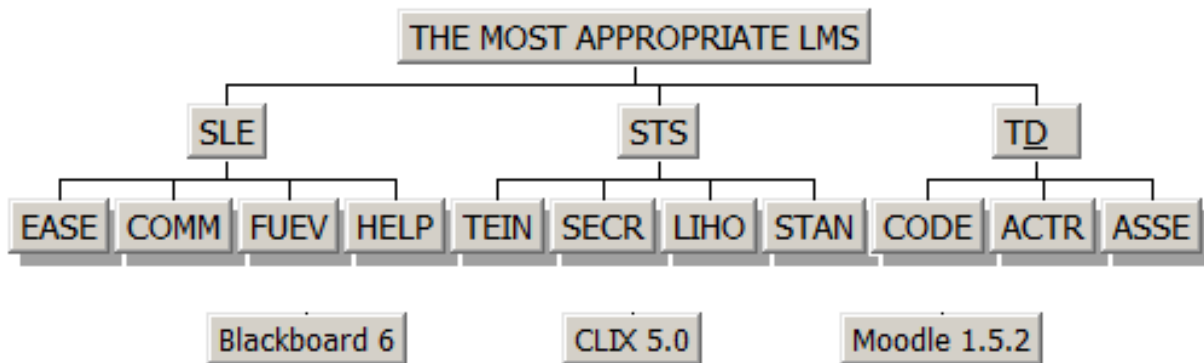 THE MOST APPROPRIATE LMS
SLE STS TD
EASE COMM FUEV HELP TEIN SECR LIHO STAN CODE ACTR ASSE
Blackboard 6 CLIX 5.0 Moodle 1.5.2